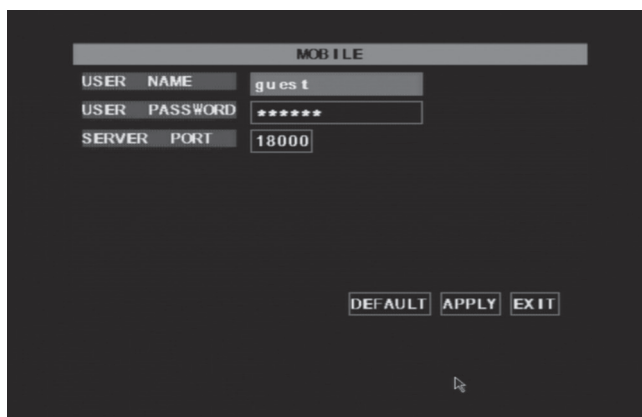 MOBILE
USER NAME guest
USER PASSWORD ******
SERVER PORT 18000
DEFAULT APPLY EXIT